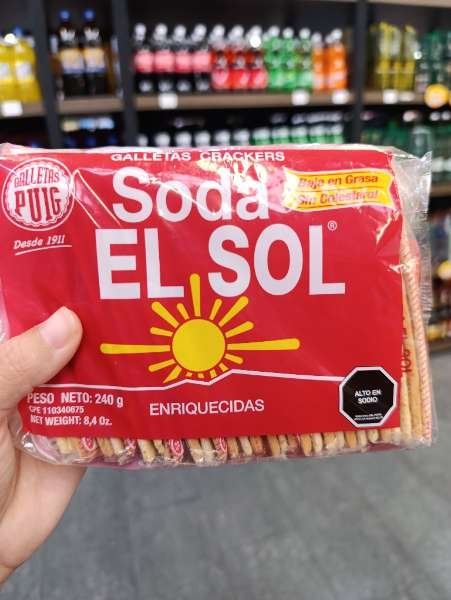 GALLETAS CRACKERS
GALLETAS
PUIG
Desde 1911
Soda
EL SOL®
Bajo en Grasa
Sin Colesterol
PESO NETO: 240 g
CPE 110340675
NET WEIGHT: 8,4 Oz.
ENRIQUECIDAS
ALTO EN
SODIO